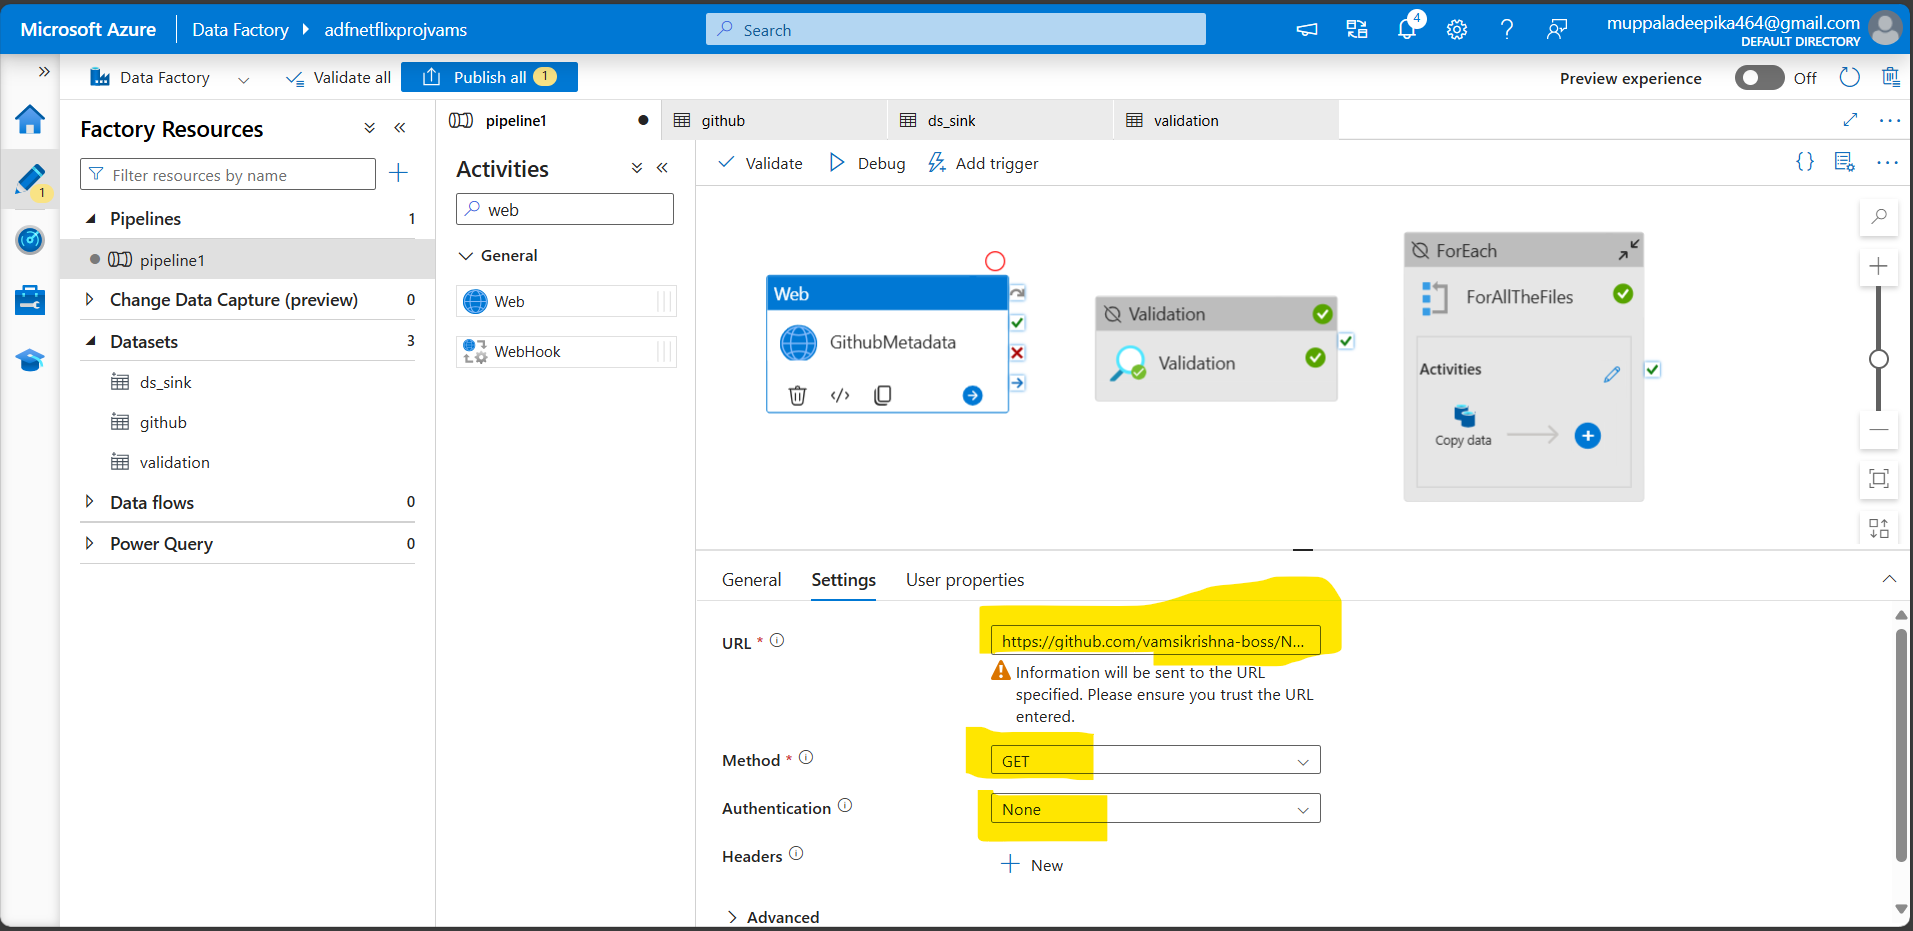 Microsoft Azure
Data Factory
adfnetflixprojvams
Search
4
muppaladeepika464@gmail.com
DEFAULT DIRECTORY
Data Factory
Validate all
Publish all
1
Preview experience
Off
1
Factory Resources
Filter resources by name
Pipelines
1
pipeline1
Change Data Capture (preview)
0
Datasets
3
ds_sink
github
validation
Data flows
0
Power Query
0
pipeline1
github
ds_sink
validation
Activities
web
General
Web
WebHook
Validate
Debug
Add trigger
{}
Web
GithubMetadata
Validation
Validation
ForEach
ForAllTheFiles
Activities
Copy data
General
Settings
User properties
URL *
https://github.com/vamsikrishna-boss/N...
Information will be sent to the URL
specified. Please ensure you trust the URL
entered.
Method *
GET
Authentication
None
Headers
New
Advanced